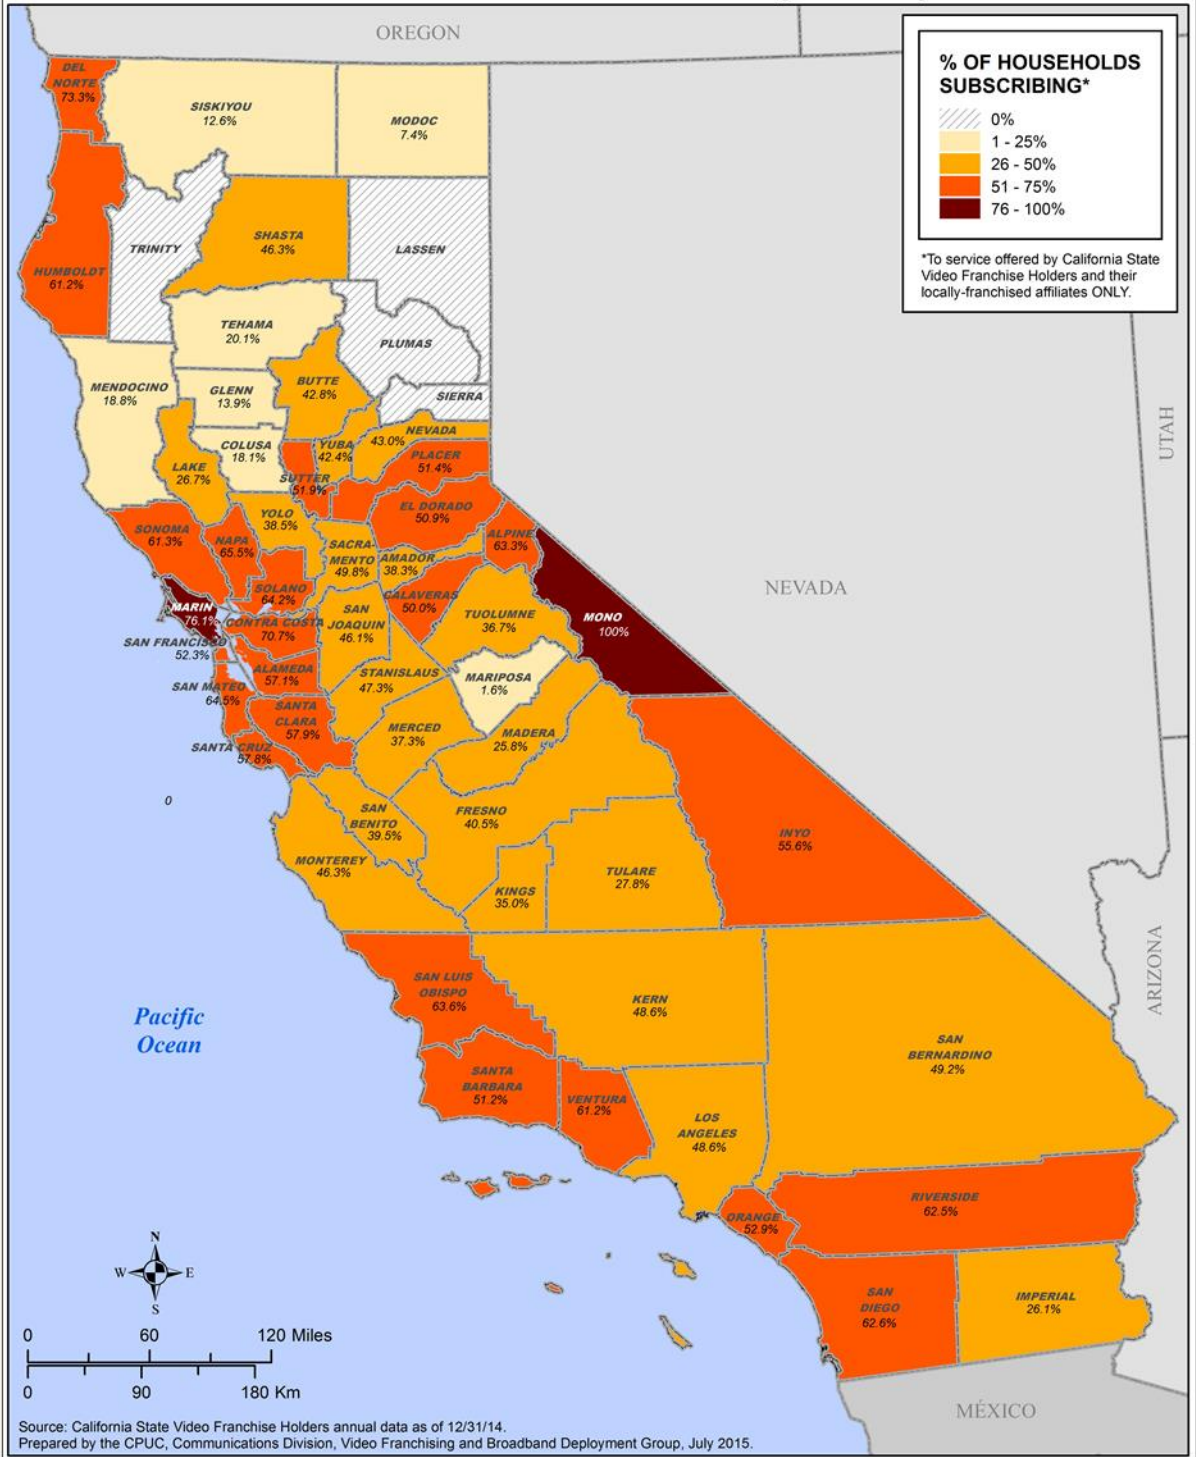 OREGON
% OF HOUSEHOLDS
SUBSCRIBING*
0%
1 - 25%
26 - 50%
51 - 75%
76 - 100%
*To service offered by California State
Video Franchise Holders and their
locally-franchised affiliates ONLY.
DEL
NORTE
73.3%
SISKIYOU
12.6%
MODOC
7.4%
HUMBOLDT
61.2%
TRINITY
SHASTA
46.3%
LASSEN
TEHAMA
20.1%
PLUMAS
MENDOCINO
18.8%
GLENN
13.9%
BUTTE
42.8%
SIERRA
COLUSA
18.1%
LAKE
26.7%
SUTTER
51.9%
YUBA
42.4%
NEVADA
43.0%
PLACER
51.4%
EL DORADO
50.9%
ALPINE
63.3%
SONOMA
61.3%
NAPA
65.5%
YOLO
38.5%
SACRA-
MENTO
49.8%
AMADOR
38.3%
SOLANO
64.2%
CALAVERAS
50.0%
MARIN
76.1%
CONTRA COSTA
70.7%
SAN
JOAQUIN
46.1%
TUOLUMNE
36.7%
MONO
100%
NEVADA
UTAH
SAN FRANCISCO
52.3%
ALAMEDA
57.1%
STANISLAUS
47.3%
MARIPOSA
1.6%
SAN MATEO
64.5%
SANTA
CLARA
57.9%
MERCED
37.3%
MADERA
25.8%
SANTA CRUZ
57.8%
0
SAN
BENITO
39.5%
FRESNO
40.5%
INYO
55.6%
MONTEREY
46.3%
KINGS
35.0%
TULARE
27.8%
ARIZONA
SAN LUIS
OBISPO
63.6%
KERN
48.6%
SAN
BERNARDINO
49.2%
Pacific
Ocean
SANTA
BARBARA
51.2%
VENTURA
61.2%
LOS
ANGELES
48.6%
ORANGE
52.9%
RIVERSIDE
62.5%
SAN
DIEGO
62.6%
IMPERIAL
26.1%
N
W E
S
0 60 120 Miles
0 90 180 Km
MÉXICO
Source: California State Video Franchise Holders annual data as of 12/31/14.
Prepared by the CPUC, Communications Division, Video Franchising and Broadband Deployment Group, July 2015.